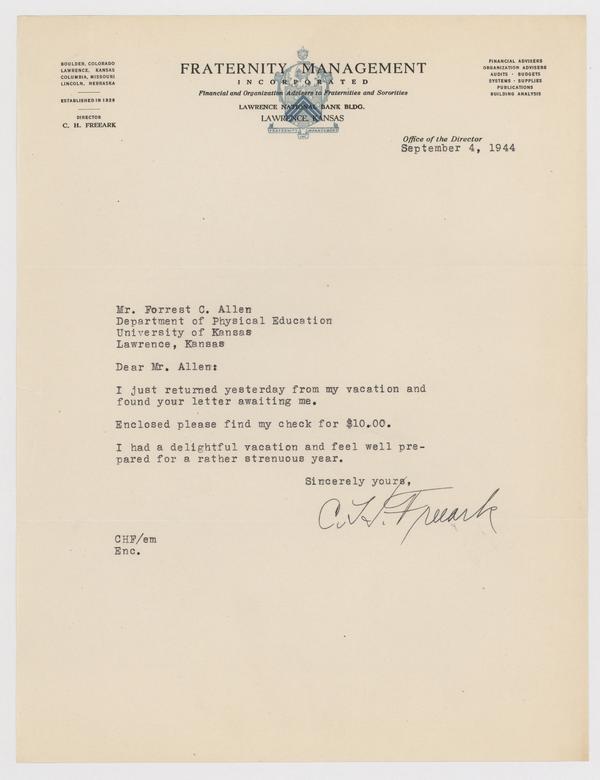 BOULDER, COLORADO
LAWRENCE, KANSAS
COLUMBIA, MISSOURI
LINCOLN, NEBRASKA
ESTABLISHED IN 1928
DIRECTOR
C. H. FREEARK
FRATERNITY MANAGEMENT
INCORPORATED
Financial and Organization Advisers to Fraternities and Sororities
LAWRENCE NATIONAL BANK BLDG.
LAWRENCE, KANSAS
FRATERNITY MANAGEMENT
INC
FINANCIAL ADVISERS
ORGANIZATION ADVISERS
AUDITS · BUDGETS
SYSTEMS · SUPPLIES
PUBLICATIONS
BUILDING ANALYSIS
Office of the Director
September 4, 1944
Mr. Forrest C. Allen
Department of Physical Education
University of Kansas
Lawrence, Kansas
Dear Mr. Allen:
I just returned yesterday from my vacation and
found your letter awaiting me.
Enclosed please find my check for $10.00.
I had a delightful vacation and feel well pre-
pared for a rather strenuous year.
Sincerely yours,
C. H. Freeark
CHF/em
Enc.